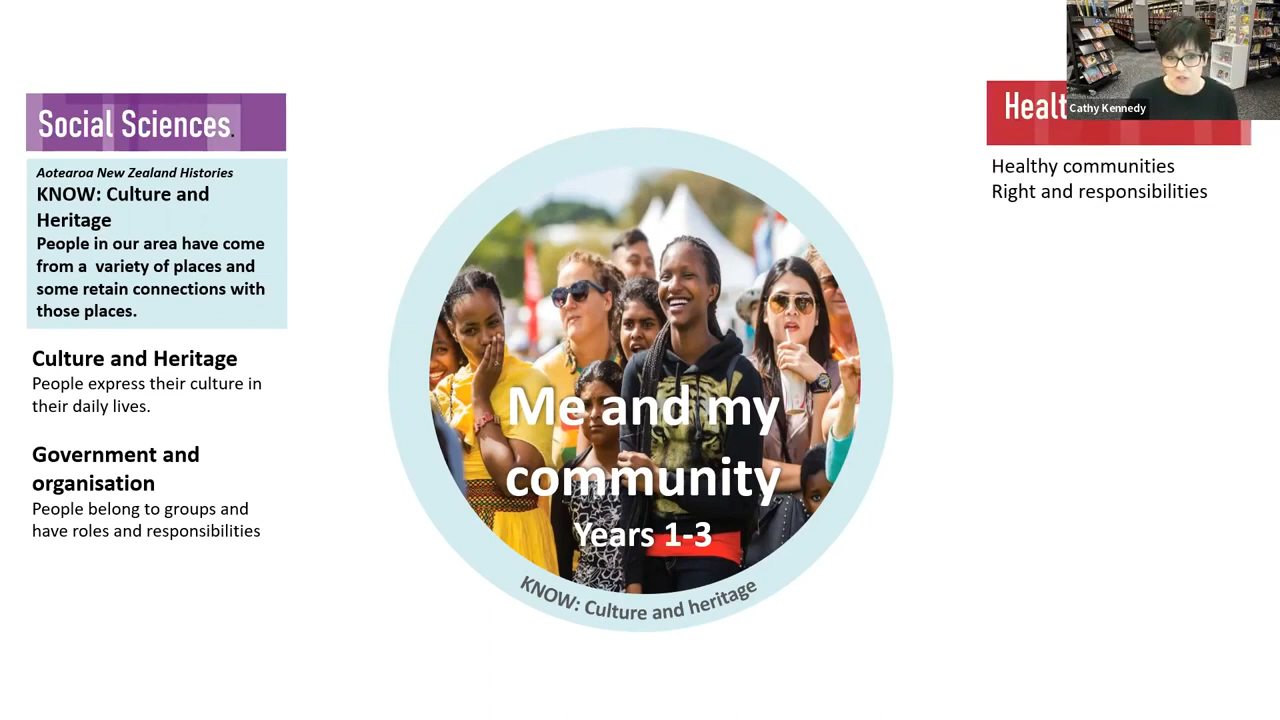 Social Sciences.
Aotearoa New Zealand Histories
KNOW: Culture and
Heritage
People in our area have come
from a variety of places and
some retain connections with
those places.
Culture and Heritage
People express their culture in
their daily lives.
Government and
organisation
People belong to groups and
have roles and responsibilities
Me and my
community
Years 1-3
KNOW: Culture and heritage
Healt
Cathy Kennedy
Healthy communities
Right and responsibilities